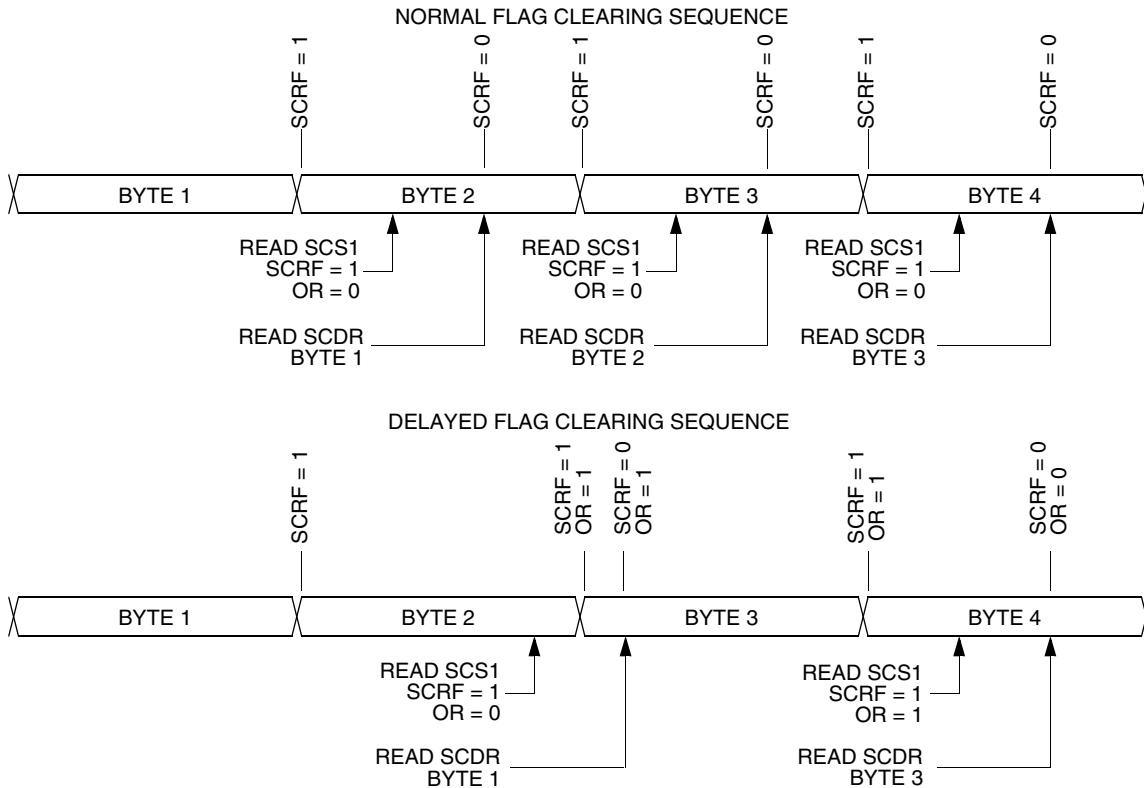 NORMAL FLAG CLEARING SEQUENCE
SCRF = 1
SCRF = 0
SCRF = 1
SCRF = 0
SCRF = 1
SCRF = 0
BYTE 1
BYTE 2
BYTE 3
BYTE 4
READ SCS1
SCRF = 1
OR = 0
READ SCS1
SCRF = 1
OR = 0
READ SCS1
SCRF = 1
OR = 0
READ SCDR
BYTE 1
READ SCDR
BYTE 2
READ SCDR
BYTE 3
DELAYED FLAG CLEARING SEQUENCE
SCRF = 1
SCRF = 1
OR = 1
SCRF = 0
OR = 1
SCRF = 1
OR = 1
SCRF = 0
OR = 0
BYTE 1
BYTE 2
BYTE 3
BYTE 4
READ SCS1
SCRF = 1
OR = 0
READ SCS1
SCRF = 1
OR = 1
READ SCDR
BYTE 1
READ SCDR
BYTE 3